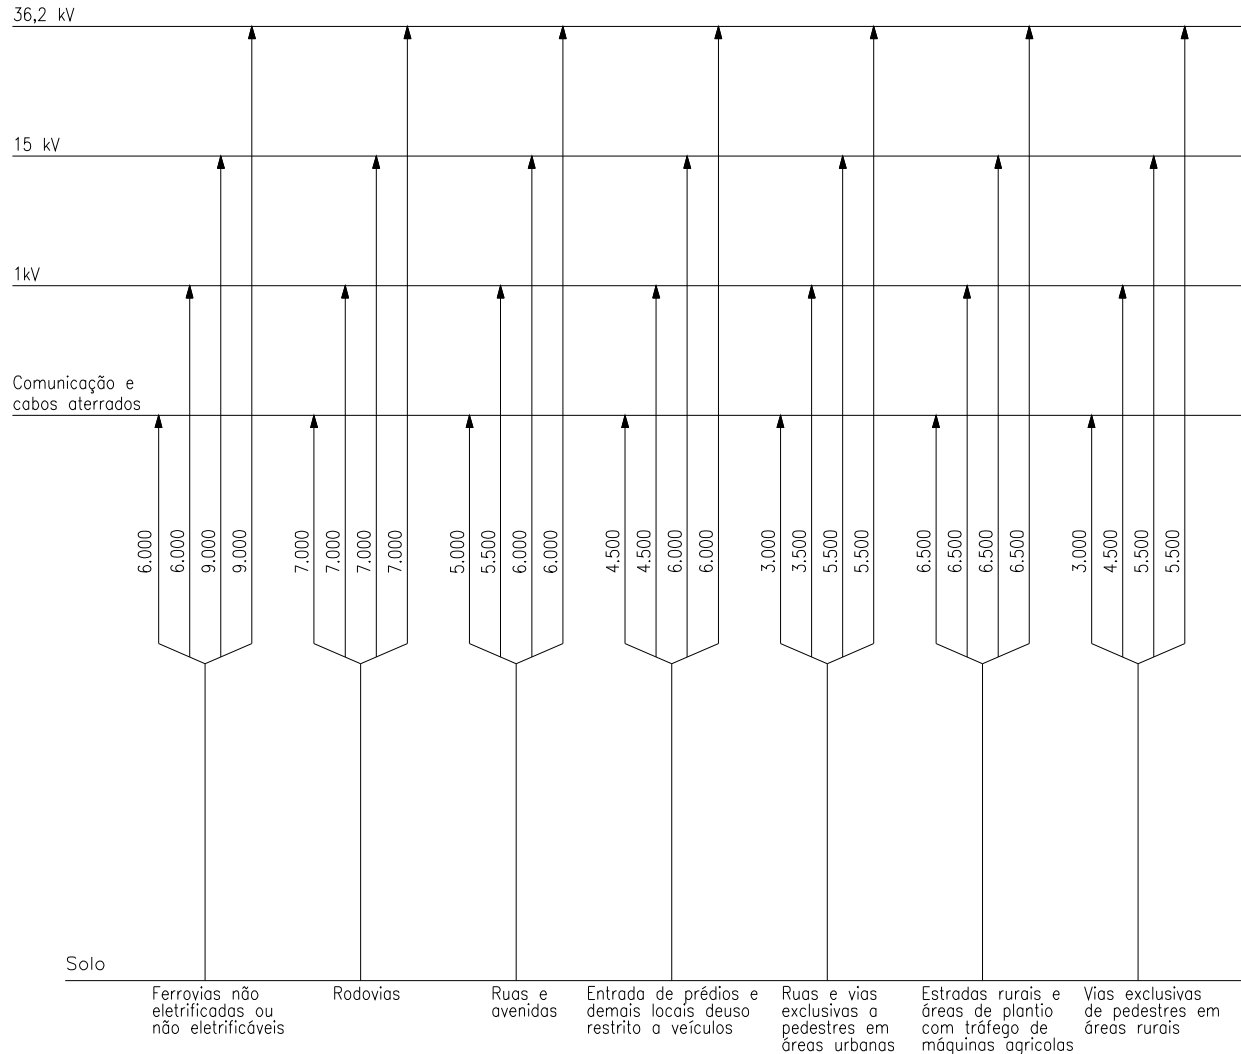 36,2 kV
15 kV
1kV
Comunicação e
cabos aterrados
6.000
6.000
9.000
9.000
7.000
7.000
7.000
7.000
5.000
5.500
6.000
6.000
4.500
4.500
6.000
6.000
3.000
3.500
5.500
5.500
6.500
6.500
6.500
6.500
3.000
4.500
5.500
5.500
Solo
Ferrovias não
eletrificadas ou
não eletrificáveis
Rodovias
Ruas e
avenidas
Entrada de prédios e
demais locais deuso
restrito a veículos
Ruas e vias
exclusivas a
pedestres em
áreas urbanas
Estradas rurais e
áreas de plantio
com tráfego de
máquinas agricolas
Vias exclusivas
de pedestres em
áreas rurais